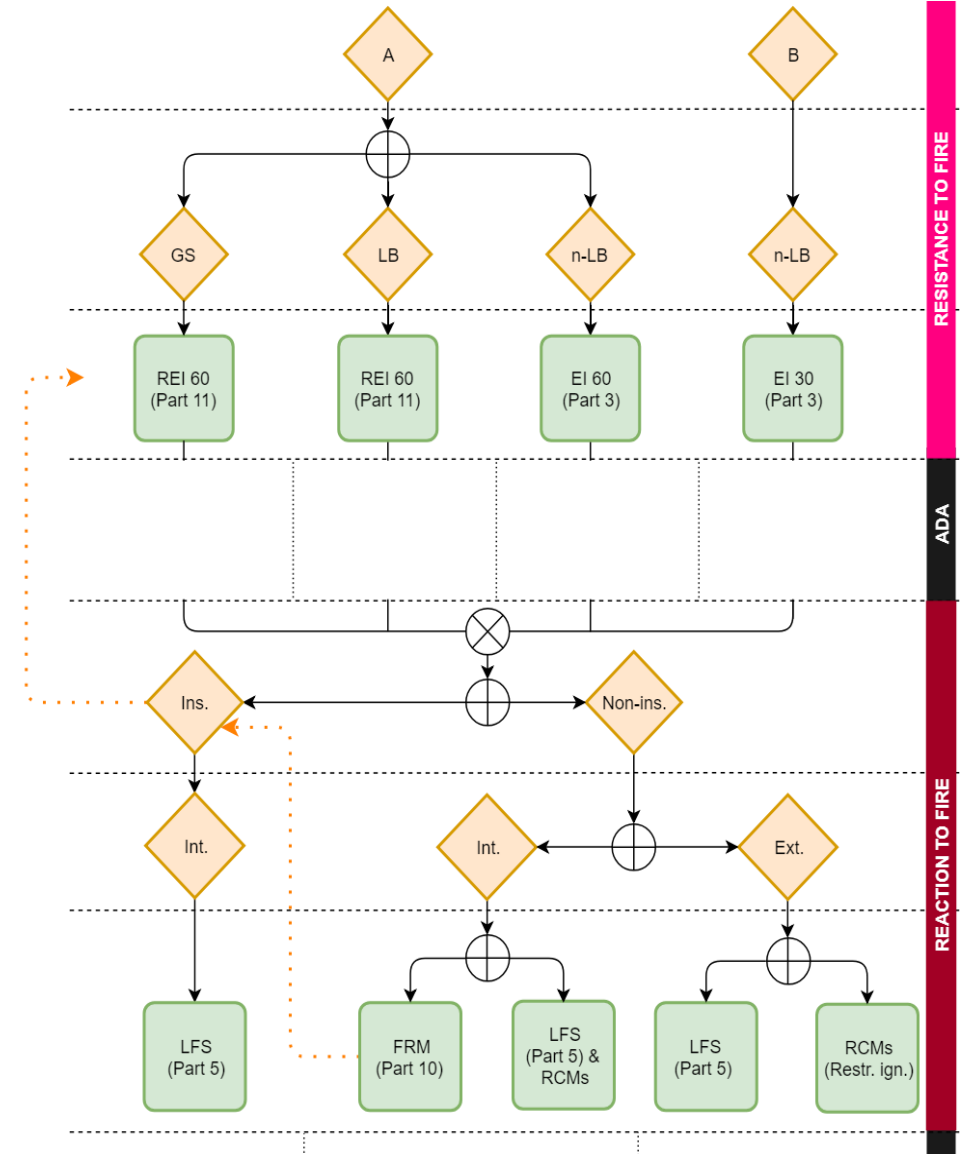 A
B
RESISTANCE TO FIRE
GS
LB
n-LB
n-LB
REI 60
(Part 11)
REI 60
(Part 11)
EI 60
(Part 3)
EI 30
(Part 3)
ADA
Ins.
Non-ins.
REACTION TO FIRE
Int.
Int.
Ext.
LFS
(Part 5)
FRM
(Part 10)
LFS
(Part 5) &
RCMs
LFS
(Part 5)
RCMs
(Restr. ign.)